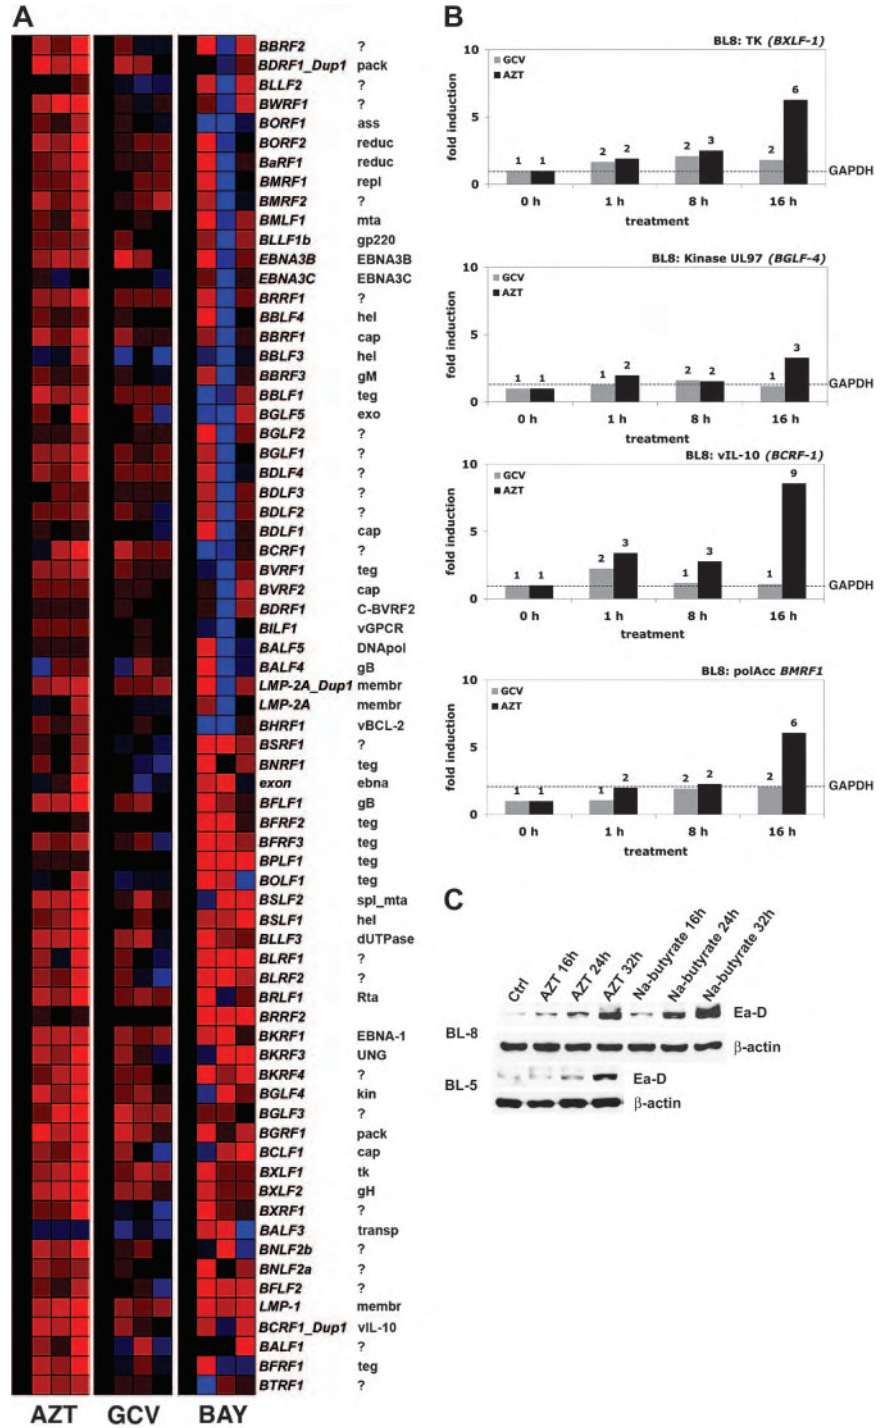 A
BBRF2 ?
BDRF1_Dup1 pack
BLLF2 ?
BWRF1 ?
BORF1 ass
BORF2 reduc
BaRF1 reduc
BMRF1 repl
BMRF2 ?
BMLF1 mta
BLLF1b gp220
EBNA3B EBNA3B
EBNA3C EBNA3C
BRRF1 ?
BBLF4 hel
BBRF1 cap
BBLF3 hel
BBRF3 gM
BBLF1 teg
BGLF5 exo
BGLF2 ?
BGLF1 ?
BDLF4 ?
BDLF3 ?
BDLF2 ?
BDLF1 cap
BCRF1 ?
BVRF1 teg
BVRF2 cap
BDRF1 C-BVRF2
BILF1 vGPCR
BALF5 DNApol
BALF4 gB
LMP-2A_Dup1 membr
LMP-2A membr
BHRF1 vBCL-2
BSRF1 ?
BNRF1 teg
exon ebna
BFLF1 gB
BFRF2 teg
BFRF3 teg
BPLF1 teg
BOLF1 teg
BSLF2 spl_mta
BSLF1 hel
BLLF3 dUTPase
BLRF1 ?
BLRF2 ?
BRLF1 Rta
BRRF2
BKRF1 EBNA-1
BKRF3 UNG
BKRF4 ?
BGLF4 kin
BGLF3 ?
BGRF1 pack
BCLF1 cap
BXLF1 tk
BXLF2 gH
BXRF1 ?
BALF3 transp
BNLF2b ?
BNLF2a ?
BFLF2 ?
LMP-1 membr
BCRF1_Dup1 vIL-10
BALF1 ?
BFRF1 teg
BTRF1 ?
AZT GCV BAY
B
BL8: TK (BXLF-1)
10
GCV
AZT
6
fold induction
5
3
2 2 2 2
1 1
GAPDH
0
0 h 1 h 8 h 16 h
treatment
BL8: Kinase UL97 (BGLF-4)
10
GCV
AZT
fold induction
5
3
2 2 2
1 1 1 1
GAPDH
0
0 h 1 h 8 h 16 h
treatment
BL8: vIL-10 (BCRF-1)
10
GCV
AZT
9
fold induction
5
3 3
2
1 1 1 1
GAPDH
0
0 h 1 h 8 h 16 h
treatment
BL8: polAcc BMRF1
10
GCV
AZT
6
fold induction
5
2 2 2 2
1 1 1
GAPDH
0
0 h 1 h 8 h 16 h
treatment
C
Ctrl AZT 16h AZT 24h AZT 32h Na-butyrate 16h Na-butyrate 24h Na-butyrate 32h
Ea-D
BL-8
β-actin
BL-5 Ea-D
β-actin